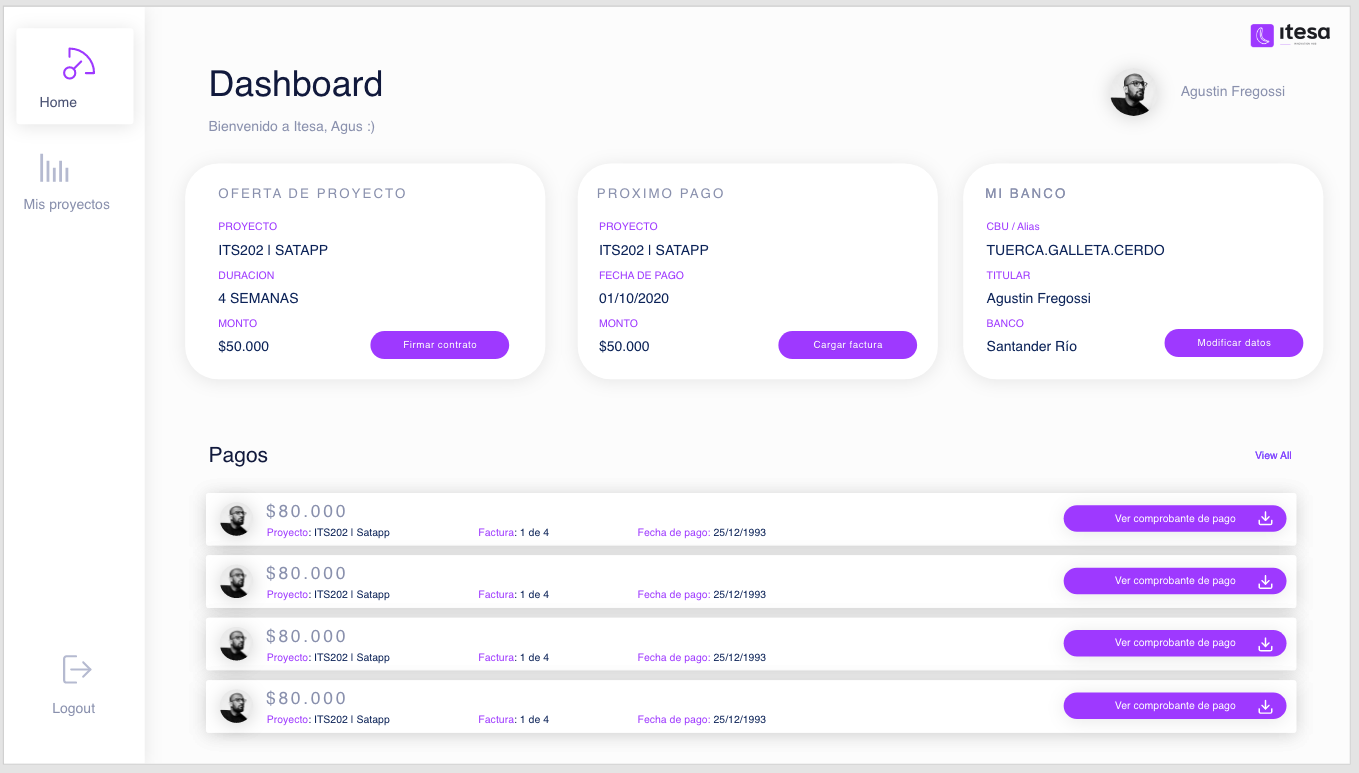 ıtesa
Home
Dashboard
Agustin Fregossi
Bienvenido a Itesa, Agus :)
Mis proyectos
OFERTA DE PROYECTO
PROYECTO
ITS202 | SATAPP
DURACION
4 SEMANAS
MONTO
$50.000
Firmar contrato
PROXIMO PAGO
PROYECTO
ITS202 | SATAPP
FECHA DE PAGO
01/10/2020
MONTO
$50.000
Cargar factura
MI BANCO
CBU / Alias
TUERCA.GALLETA.CERDO
TITULAR
Agustin Fregossi
BANCO
Santander Río
Modificar datos
Pagos
View All
$80.000
Proyecto: ITS202 | Satapp Factura: 1 de 4 Fecha de pago: 25/12/1993
Ver comprobante de pago
$80.000
Proyecto: ITS202 | Satapp Factura: 1 de 4 Fecha de pago: 25/12/1993
Ver comprobante de pago
$80.000
Proyecto: ITS202 | Satapp Factura: 1 de 4 Fecha de pago: 25/12/1993
Ver comprobante de pago
$80.000
Proyecto: ITS202 | Satapp Factura: 1 de 4 Fecha de pago: 25/12/1993
Ver comprobante de pago
Logout